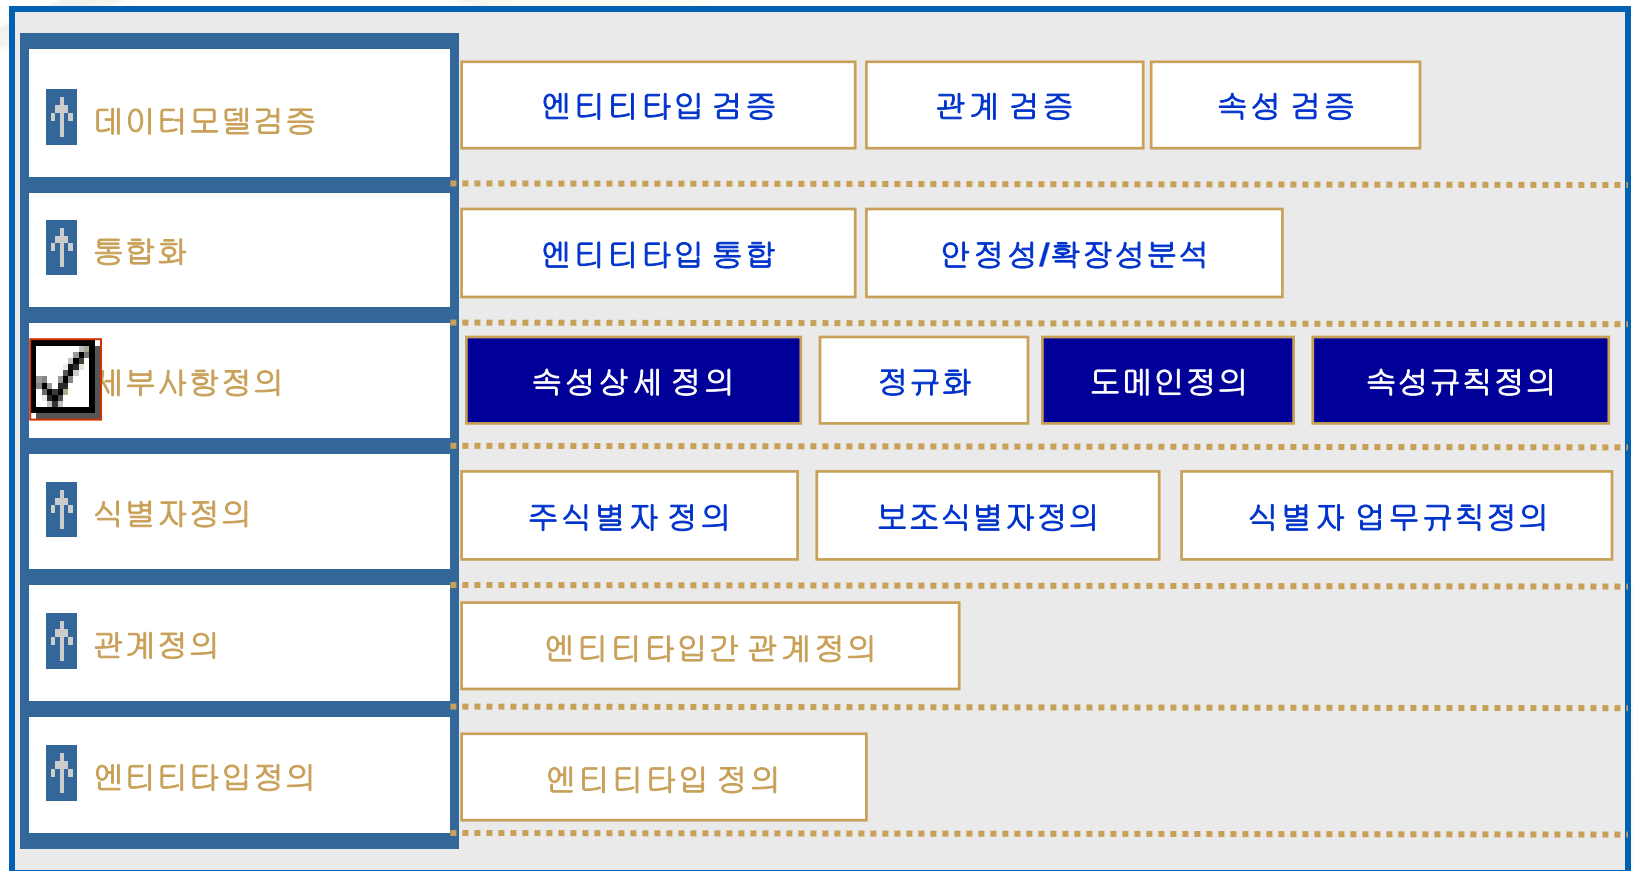 데이터모델검증
엔티티타입 검증
관계 검증
속성 검증
통합화
엔티티타입 통합
안정성/확장성분석
세부사항정의
속성상세 정의
정규화
도메인정의
속성규칙정의
식별자정의
주식별자 정의
보조식별자정의
식별자 업무규칙정의
관계정의
엔티티타입간 관계정의
엔티티타입정의
엔티티타입 정의